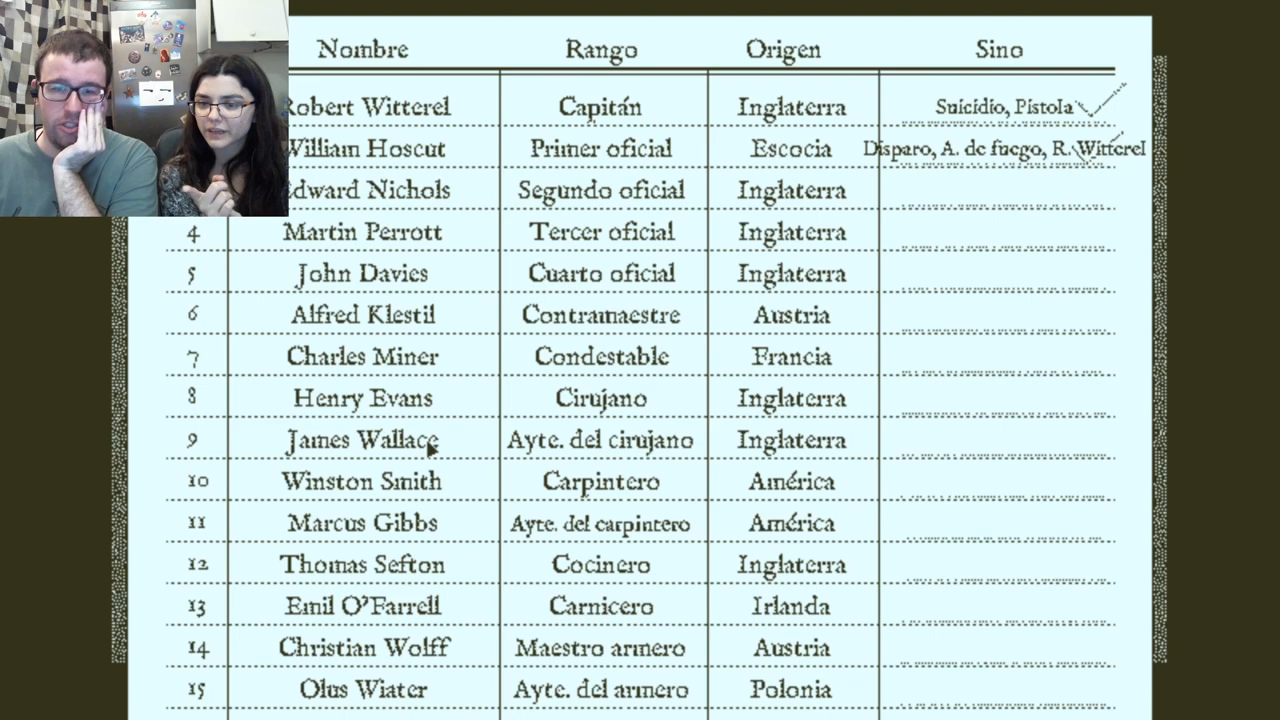 Nombre Rango Origen Sino
Robert Witterel Capitán Inglaterra Suicidio, Pistola
William Hoscut Primer oficial Escocia Disparo, A. de fuego, R. Witterel
Edward Nichols Segundo oficial Inglaterra
4 Martin Perrott Tercer oficial Inglaterra
5 John Davies Cuarto oficial Inglaterra
6 Alfred Klestil Contramaestre Austria
7 Charles Miner Condestable Francia
8 Henry Evans Cirujano Inglaterra
9 James Wallace Ayte. del cirujano Inglaterra
10 Winston Smith Carpintero América
11 Marcus Gibbs Ayte. del carpintero América
12 Thomas Sefton Cocinero Inglaterra
13 Emil O'Farrell Carnicero Irlanda
14 Christian Wolff Maestro armero Austria
15 Olus Wiater Ayte. del armero Polonia